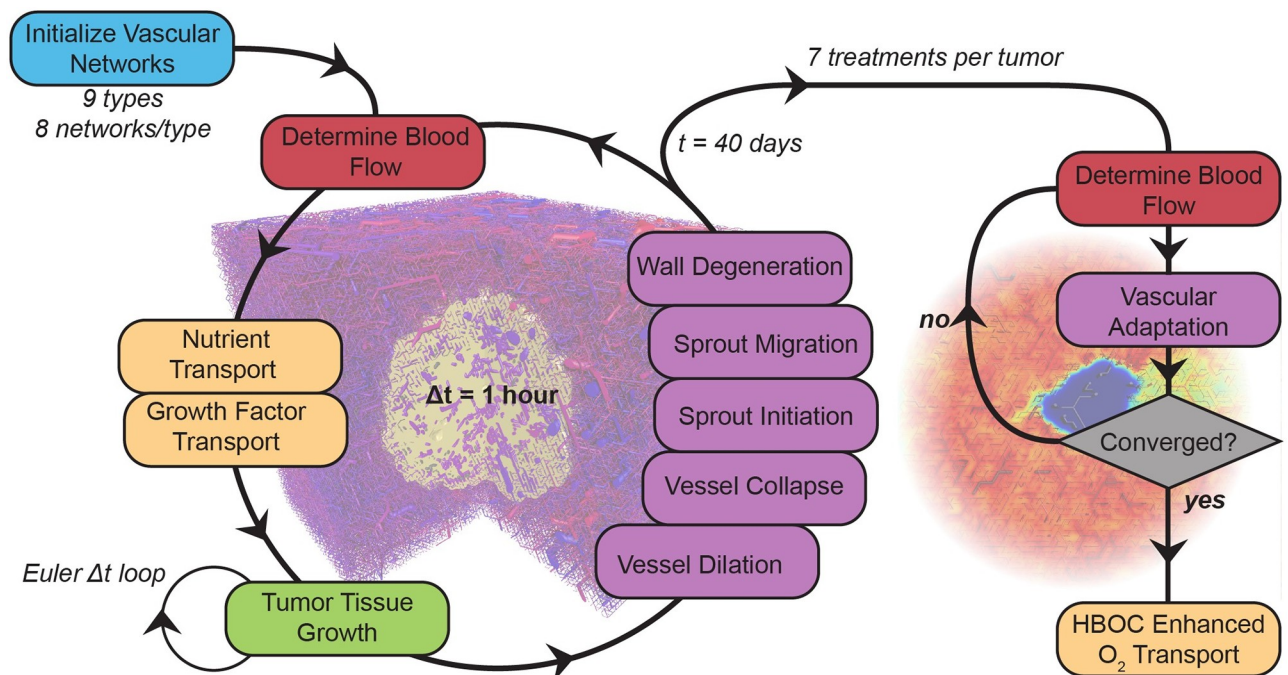 Initialize Vascular
Networks
9 types
8 networks/type
Determine Blood
Flow
Nutrient
Transport
Growth Factor
Transport
Euler Δt loop
Tumor Tissue
Growth
Δt = 1 hour
Wall Degeneration
Sprout Migration
Sprout Initiation
Vessel Collapse
Vessel Dilation
t = 40 days
7 treatments per tumor
Determine Blood
Flow
Vascular
Adaptation
no
Converged?
yes
HBOC Enhanced
O₂ Transport